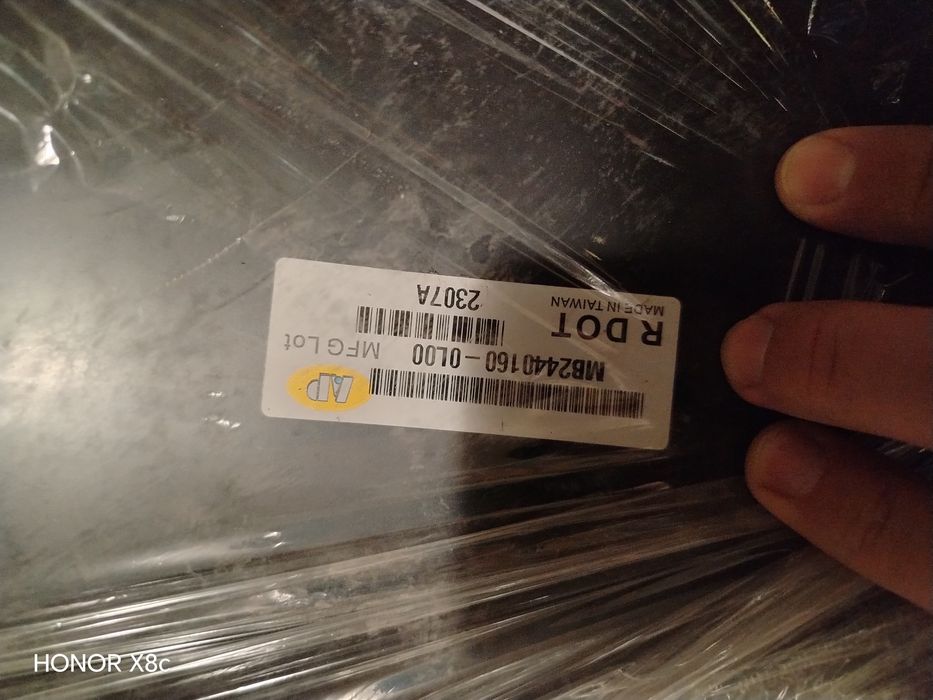 AP
MB2440160-0L00
MFG Lot
R DOT
2307A
MADE IN TAIWAN
HONOR X8c